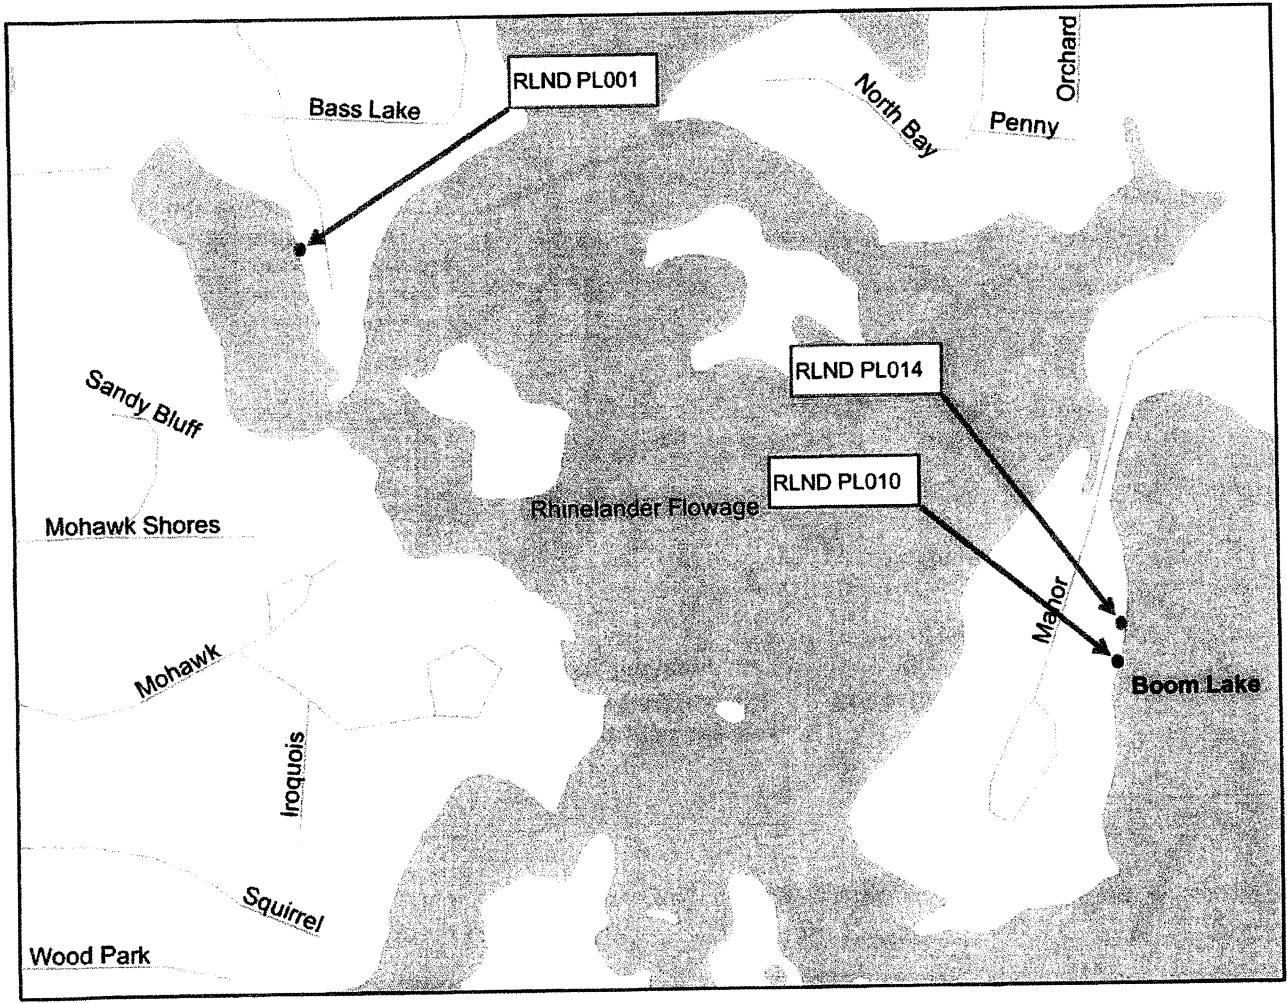 Orchard
RLND PL001
Bass Lake
North Bay
Penny
RLND PL014
Sandy Bluff
RLND PL010
Rhinelander Flowage
Mohawk Shores
Manor
Mohawk
Boom Lake
Iroquois
Squirrel
Wood Park